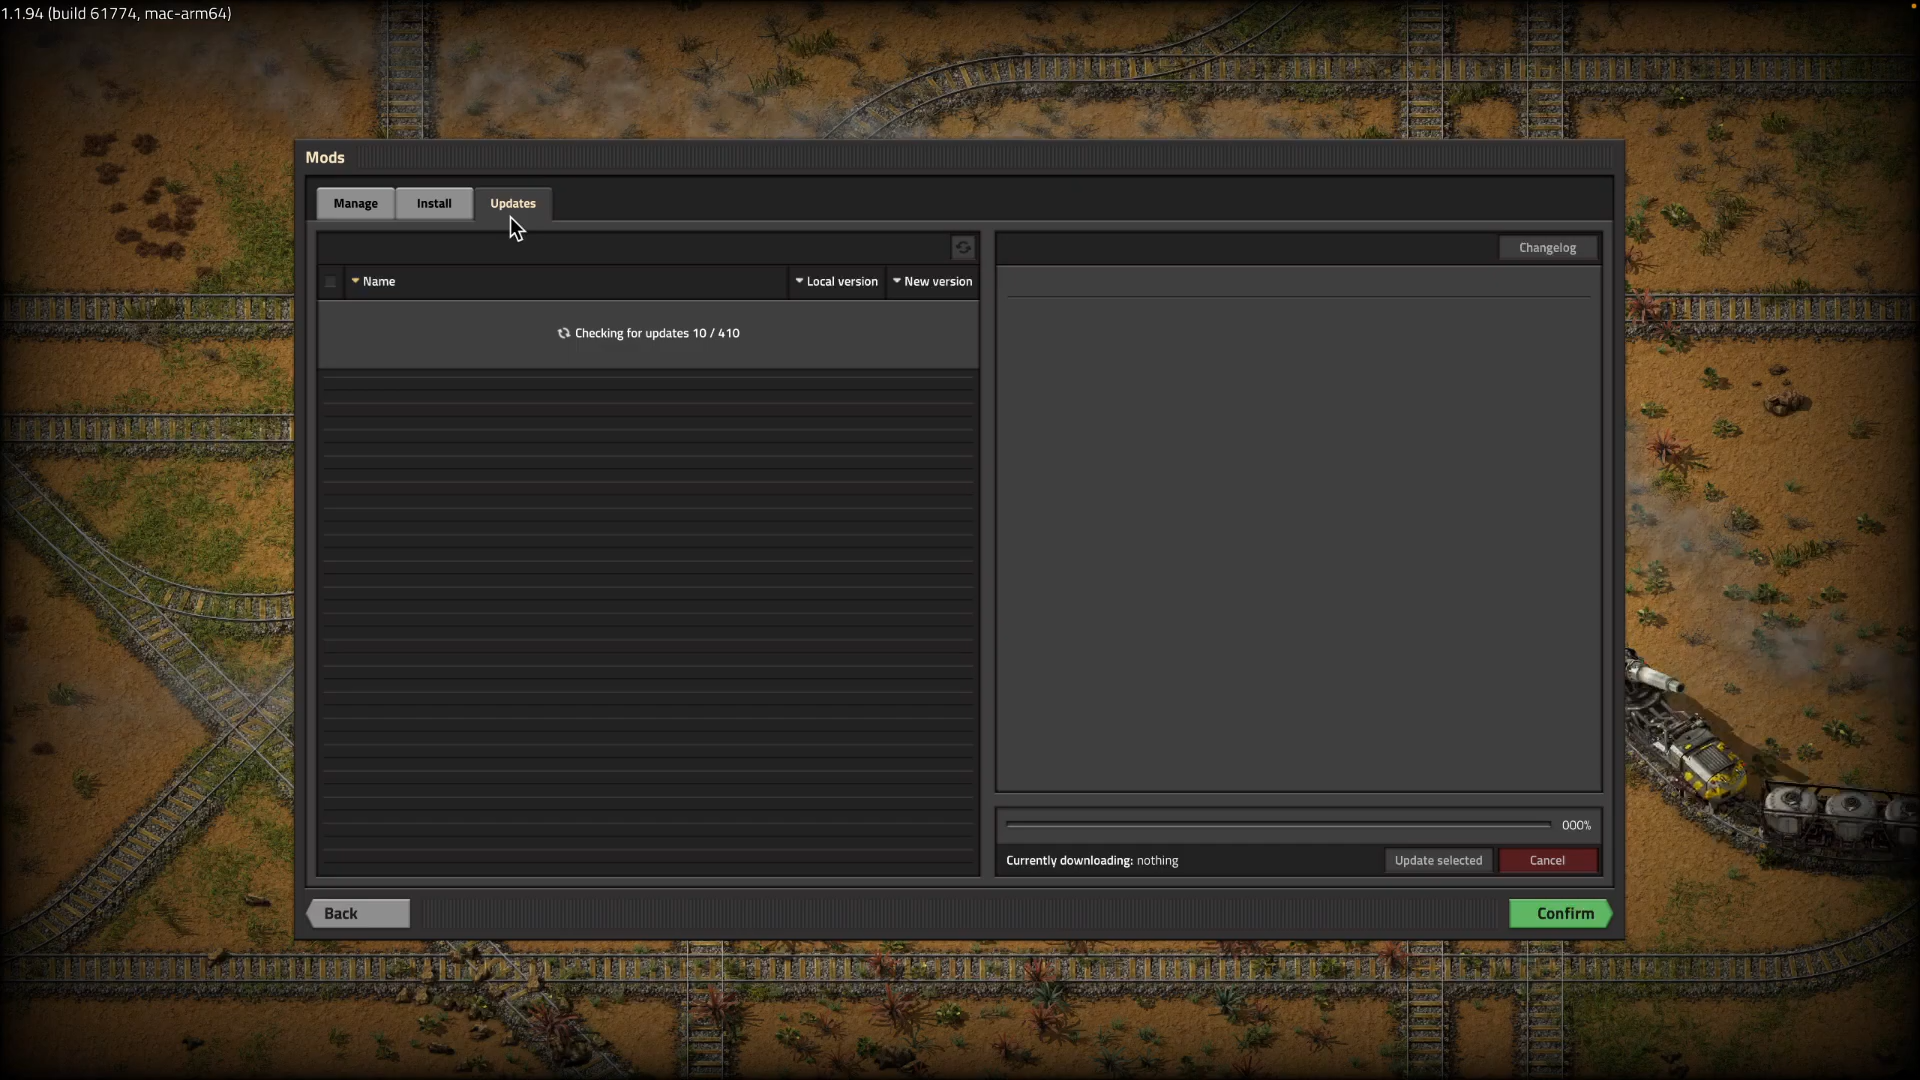 1.1.94 (build 61774, mac-arm64)
Mods
Manage Install Updates
Changelog
Name Local version New version
Checking for updates 10 / 410
000%
Currently downloading: nothing Update selected Cancel
Back Confirm